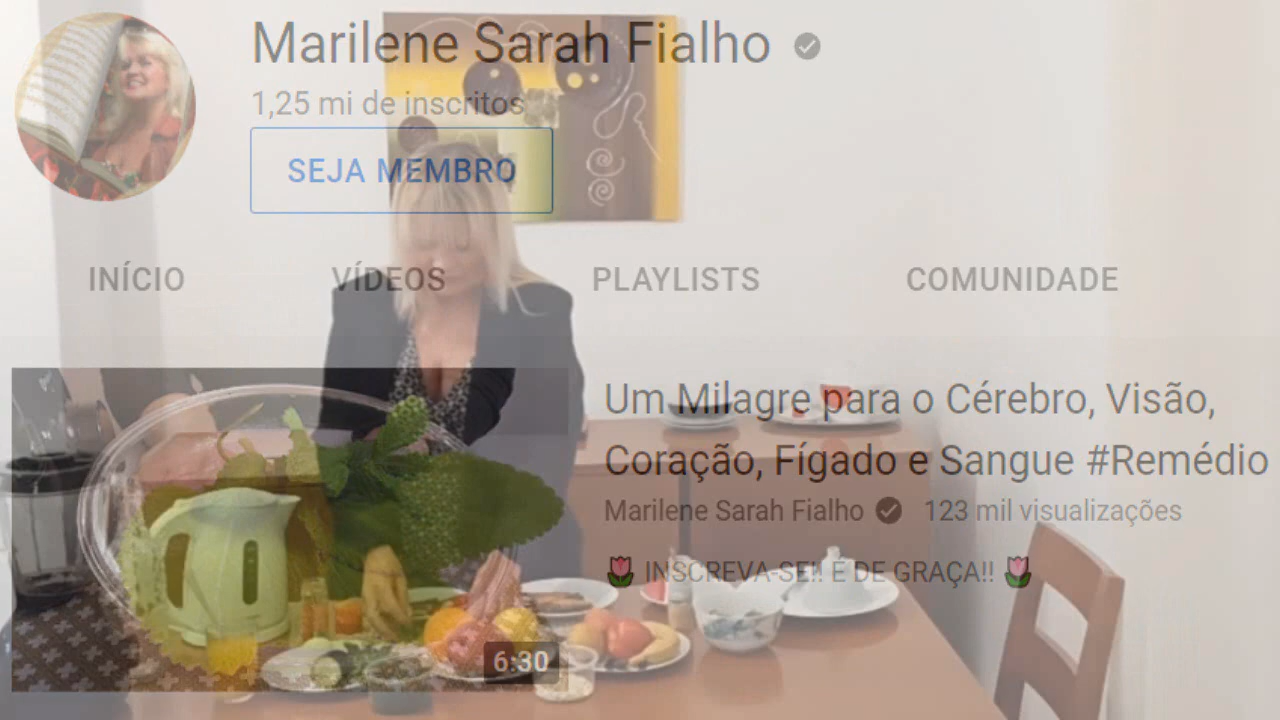 Marilene Sarah Fialho
1,25 mi de inscritos
SEJA MEMBRO
INÍCIO VÍDEOS PLAYLISTS COMUNIDADE
Um Milagre para o Cérebro, Visão,
Coração, Fígado e Sangue #Remédio
Marilene Sarah Fialho 123 mil visualizações
🌷 INSCREVA-SE!! É DE GRAÇA!! 🌷
6:30